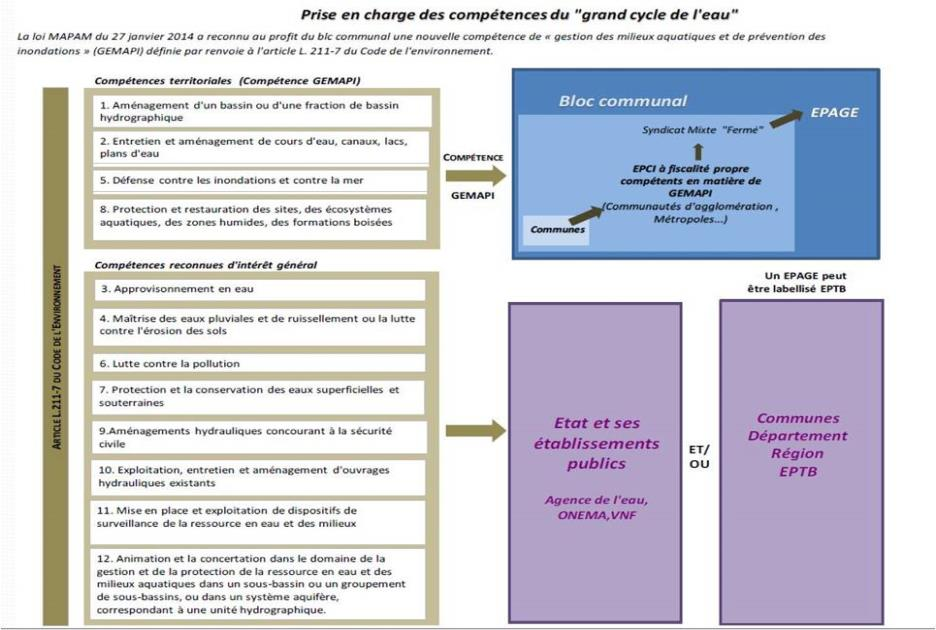 Prise en charge des compétences du "grand cycle de l'eau"
La loi MAPAM du 27 janvier 2014 a reconnu au profit du blc communal une nouvelle compétence de « gestion des milieux aquatiques et de prévention des
inondations » (GEMAPI) définie par renvoie à l'article L. 211-7 du Code de l'environnement.
ARTICLE L.211-7 DU CODE DE L'ENVIRONNEMENT
Compétences territoriales (Compétence GEMAPI)
1. Aménagement d'un bassin ou d'une fraction de bassin
hydrographique
2. Entretien et aménagement de cours d'eau, canaux, lacs,
plans d'eau
5. Défense contre les inondations et contre la mer
8. Protection et restauration des sites, des écosystèmes
aquatiques, des zones humides, des formations boisées
COMPÉTENCE
GEMAPI
Bloc communal
EPAGE
Syndicat Mixte "Fermé"
EPCI à fiscalité propre
compétents en matière de
GEMAPI
(Communautés d'agglomération ,
Métropoles...)
Communes
Compétences reconnues d'intérêt général
3. Approvisonnement en eau
4. Maîtrise des eaux pluviales et de ruissellement ou la lutte
contre l'érosion des sols
6. Lutte contre la pollution
7. Protection et la conservation des eaux superficielles et
souterraines
9.Aménagements hydrauliques concourant à la sécurité
civile
10. Exploitation, entretien et aménagement d'ouvrages
hydrauliques existants
11. Mise en place et exploitation de dispositifs de
surveillance de la ressource en eau et des milieux
12. Animation et la concertation dans le domaine de la
gestion et de la protection de la ressource en eau et des
milieux aquatiques dans un sous-bassin ou un groupement
de sous-bassins, ou dans un système aquifère,
correspondant à une unité hydrographique.
Etat et ses
établissements
publics
Agence de l'eau,
ONEMA,VNF
ET/
OU
Un EPAGE peut
être labellisé EPTB
Communes
Département
Région
EPTB